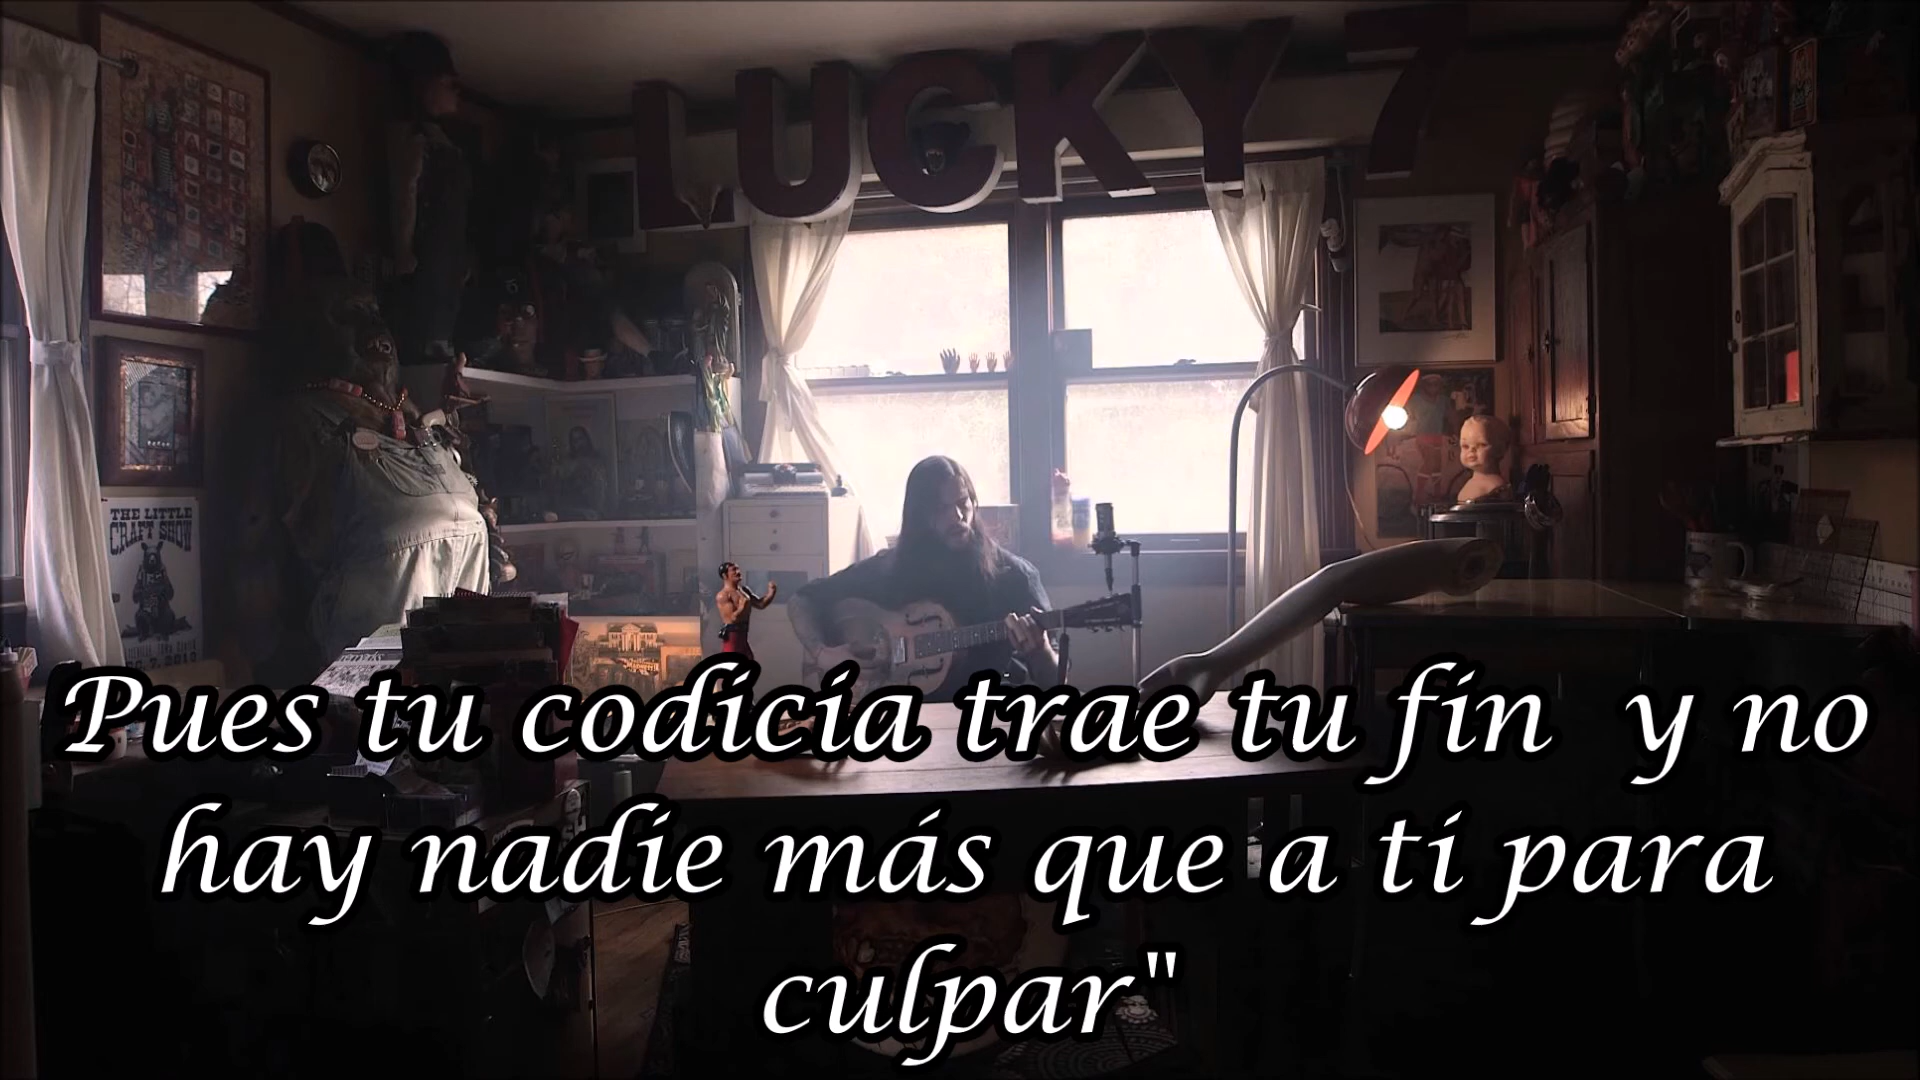 LUCKY 7
THE LITTLE
CRAFT SHOW
Pues tu codicia trae tu fin  y no
hay nadie más que a ti para
culpar"